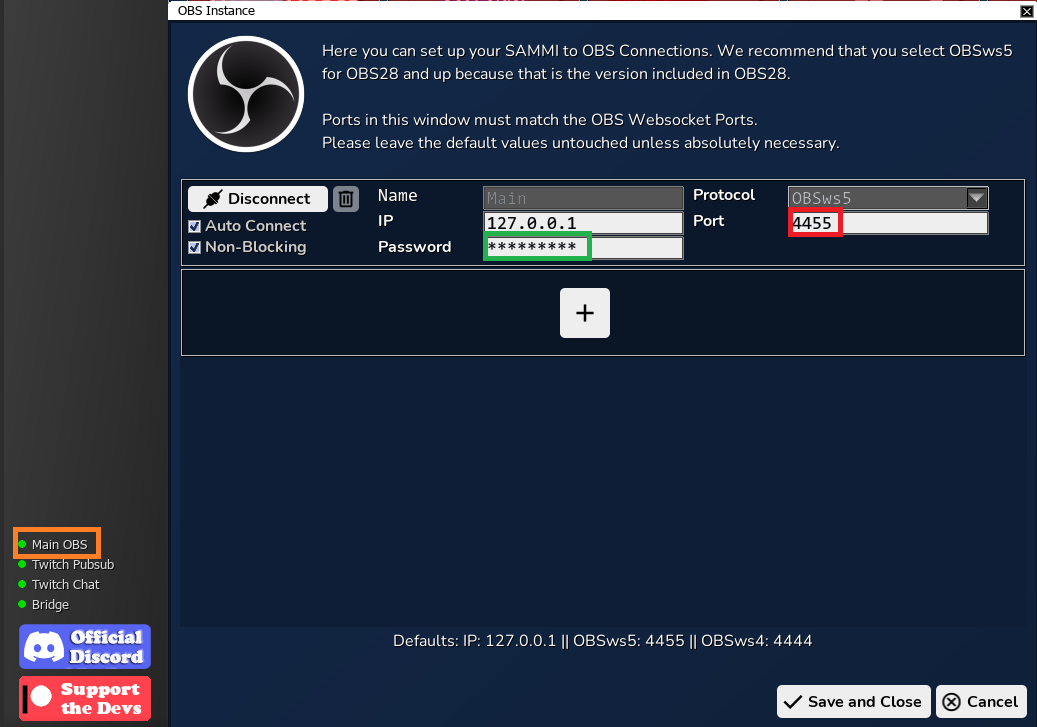 OBS Instance
Here you can set up your SAMMI to OBS Connections. We recommend that you select OBSws5
for OBS28 and up because that is the version included in OBS28.
Ports in this window must match the OBS Websocket Ports.
Please leave the default values untouched unless absolutely necessary.
Disconnect
Auto Connect
Non-Blocking
Name Main
IP 127.0.0.1
Password *********
Protocol OBSws5
Port 4455
+
Main OBS
Twitch Pubsub
Twitch Chat
Bridge
Official
Discord
Support
the Devs
Defaults: IP: 127.0.0.1 || OBSws5: 4455 || OBSws4: 4444
Save and Close
Cancel